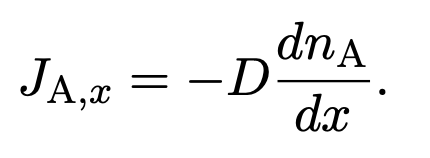 J_{A,x} = -D \frac{dn_A}{dx}.